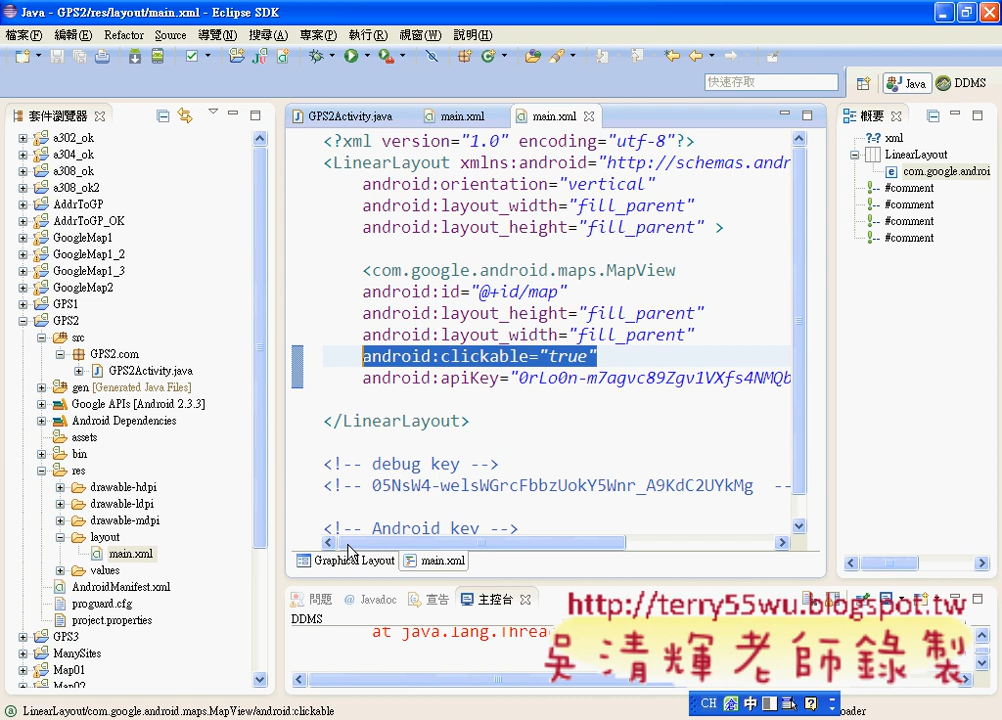 Java - GPS2/res/layout/main.xml - Eclipse SDK
檔案(F) 編輯(E) Refactor Source 導覽(N) 搜尋(A) 專案(P) 執行(R) 視窗(W) 說明(H)
快速存取 Java DDMS
套件瀏覽器
a302_ok
a304_ok
a308_ok
a308_ok2
AddrToGP
AddrToGP_OK
GoogleMap1
GoogleMap1_2
GoogleMap1_3
GoogleMap2
GPS1
GPS2
src
GPS2.com
GPS2Activity.java
gen [Generated Java Files]
Google APIs [Android 2.3.3]
Android Dependencies
assets
bin
res
drawable-hdpi
drawable-ldpi
drawable-mdpi
layout
main.xml
values
AndroidManifest.xml
proguard.cfg
project.properties
GPS3
ManySites
Map01
Map02
GPS2Activity.java main.xml main.xml
<?xml version="1.0" encoding="utf-8"?>
<LinearLayout xmlns:android="http://schemas.andr
android:orientation="vertical"
android:layout_width="fill_parent"
android:layout_height="fill_parent" >
<com.google.android.maps.MapView
android:id="@+id/map"
android:layout_height="fill_parent"
android:layout_width="fill_parent"
android:clickable="true"
android:apiKey="0rLo0n-m7agvc89Zgv1VXfs4NMQb
</LinearLayout>
<!-- debug key -->
<!-- 05NsW4-welsWGrcFbbzUokY5Wnr_A9KdC2UYkMg --
<!-- Android key -->
Graphical Layout main.xml
概要
xml
LinearLayout
com.google.androi
#comment
#comment
#comment
#comment
問題 Javadoc 宣告 主控台
DDMS
at java.lang.Threa
http://terry55wu.blogspot.tw
吳清輝老師錄製
CH 中
LinearLayout/com.google.android.maps.MapView/android:clickable
oader